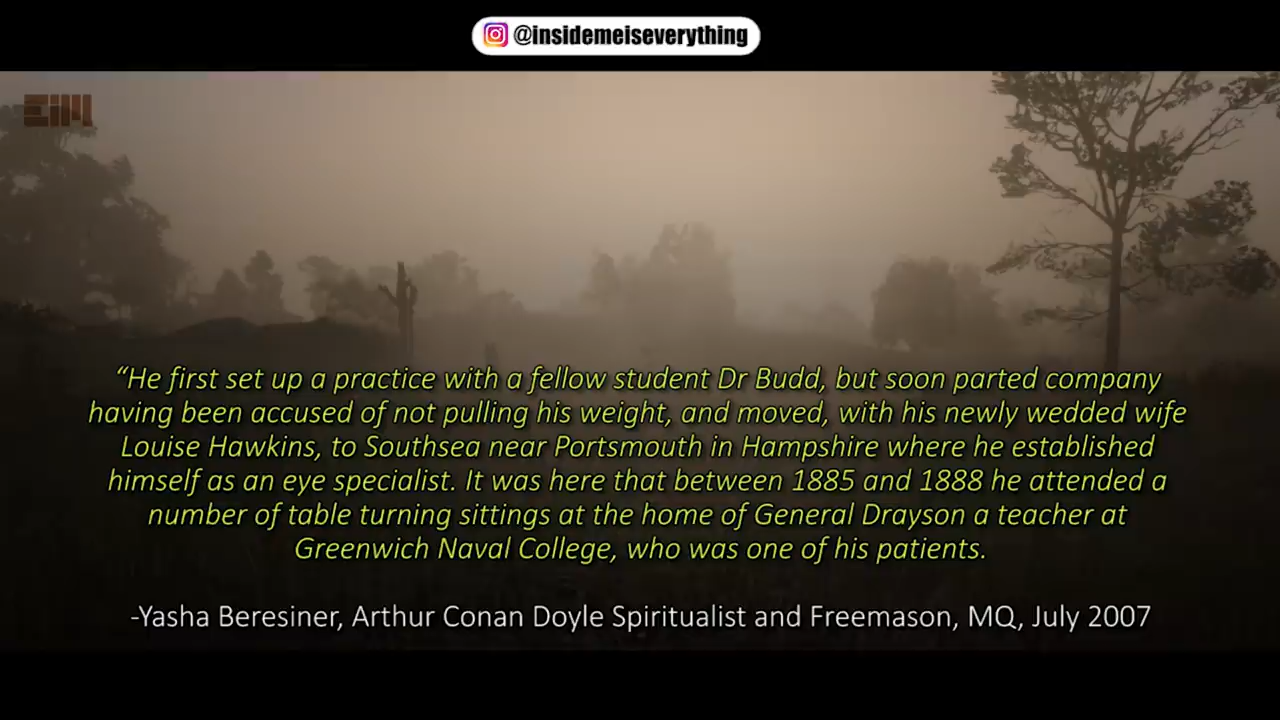 @insidemeiseverything
EIM
“He first set up a practice with a fellow student Dr Budd, but soon parted company
having been accused of not pulling his weight, and moved, with his newly wedded wife
Louise Hawkins, to Southsea near Portsmouth in Hampshire where he established
himself as an eye specialist. It was here that between 1885 and 1888 he attended a
number of table turning sittings at the home of General Drayson a teacher at
Greenwich Naval College, who was one of his patients.
-Yasha Beresiner, Arthur Conan Doyle Spiritualist and Freemason, MQ, July 2007